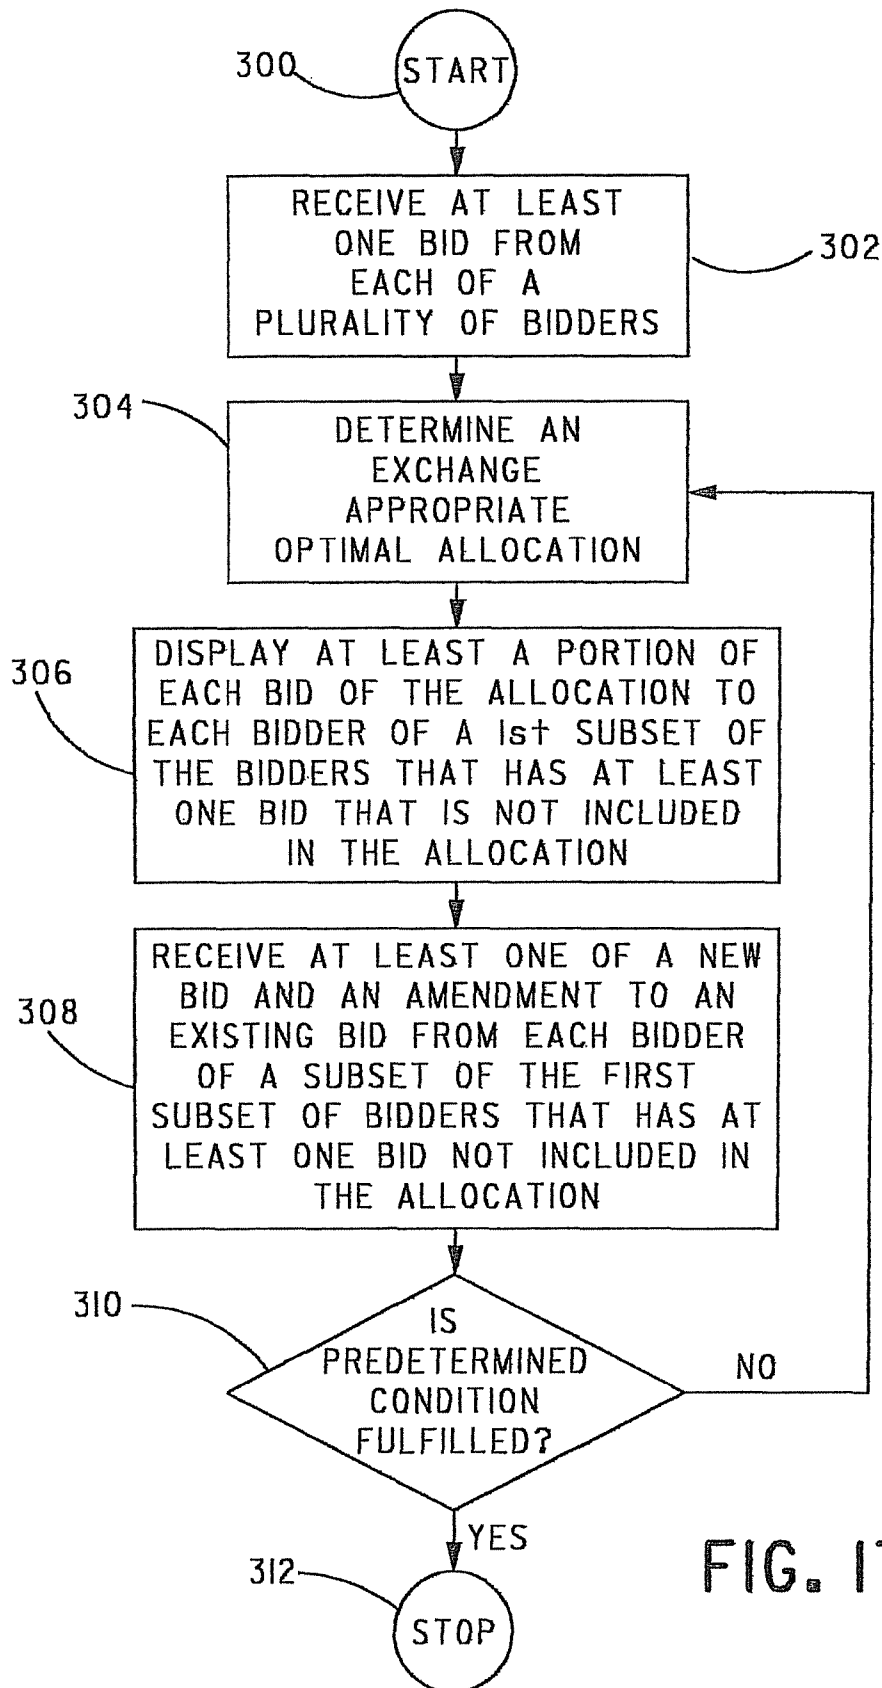 300
START
RECEIVE AT LEAST
ONE BID FROM
EACH OF A
PLURALITY OF BIDDERS
302
304
DETERMINE AN
EXCHANGE
APPROPRIATE
OPTIMAL ALLOCATION
306
DISPLAY AT LEAST A PORTION OF
EACH BID OF THE ALLOCATION TO
EACH BIDDER OF A 1st SUBSET OF
THE BIDDERS THAT HAS AT LEAST
ONE BID THAT IS NOT INCLUDED
IN THE ALLOCATION
308
RECEIVE AT LEAST ONE OF A NEW
BID AND AN AMENDMENT TO AN
EXISTING BID FROM EACH BIDDER
OF A SUBSET OF THE FIRST
SUBSET OF BIDDERS THAT HAS AT
LEAST ONE BID NOT INCLUDED IN
THE ALLOCATION
310
IS
PREDETERMINED
CONDITION
FULFILLED?
NO
YES
312
STOP
FIG.